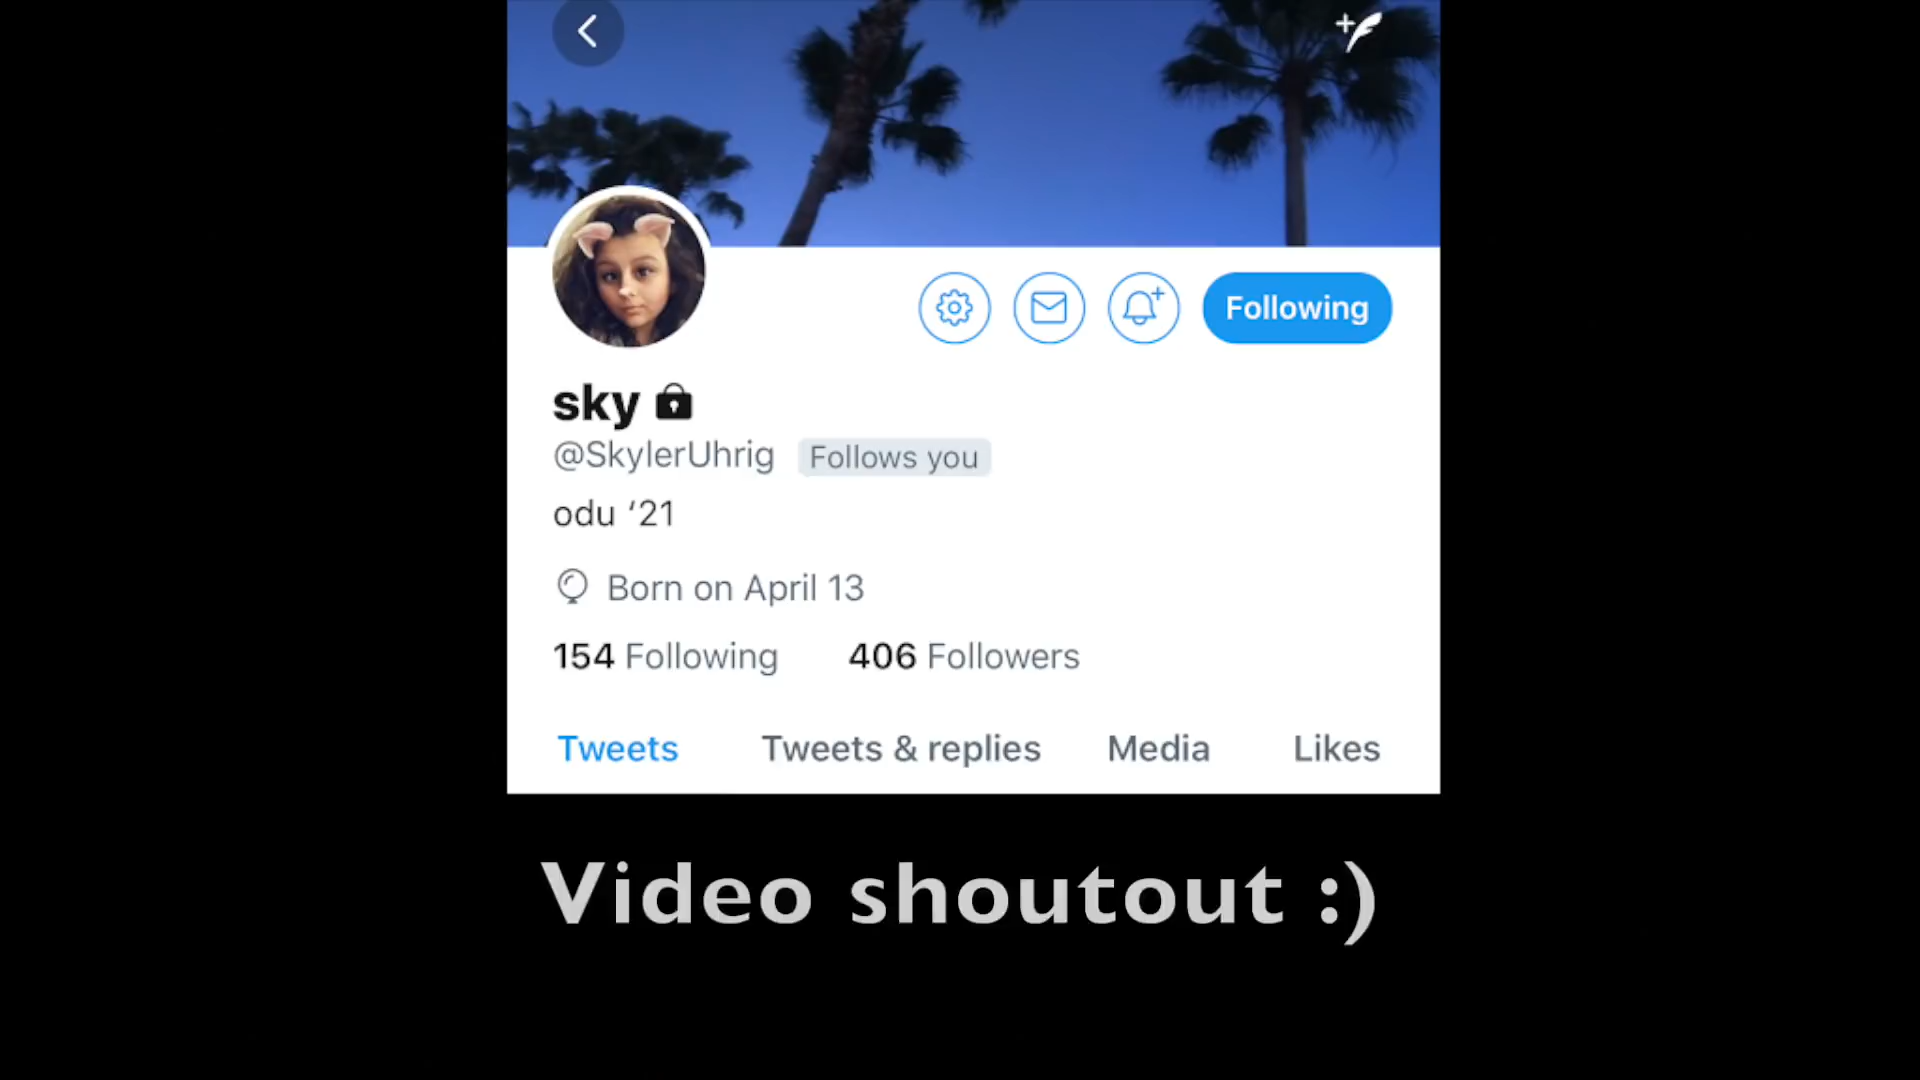 Following
sky
@SkylerUhrig Follows you
odu ‘21
Born on April 13
154 Following 406 Followers
Tweets Tweets & replies Media Likes
Video shoutout :)